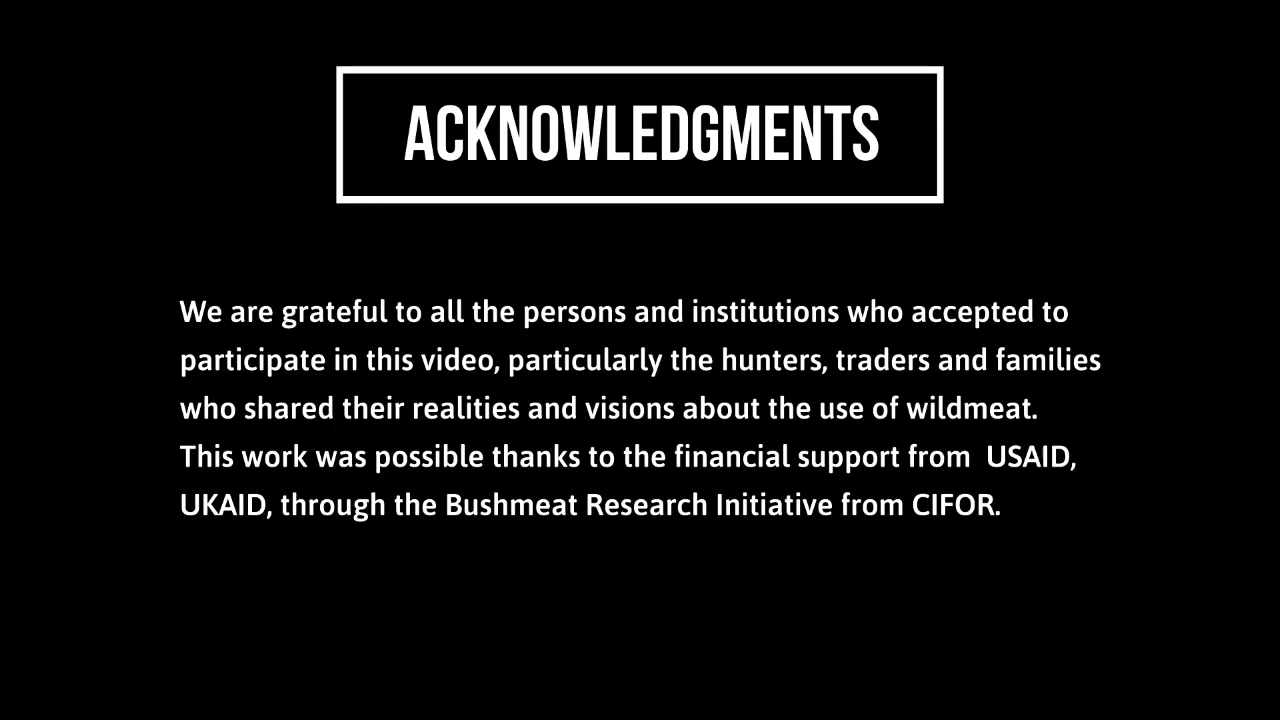 ACKNOWLEDGMENTS
We are grateful to all the persons and institutions who accepted to
participate in this video, particularly the hunters, traders and families
who shared their realities and visions about the use of wildmeat.
This work was possible thanks to the financial support from  USAID,
UKAID, through the Bushmeat Research Initiative from CIFOR.